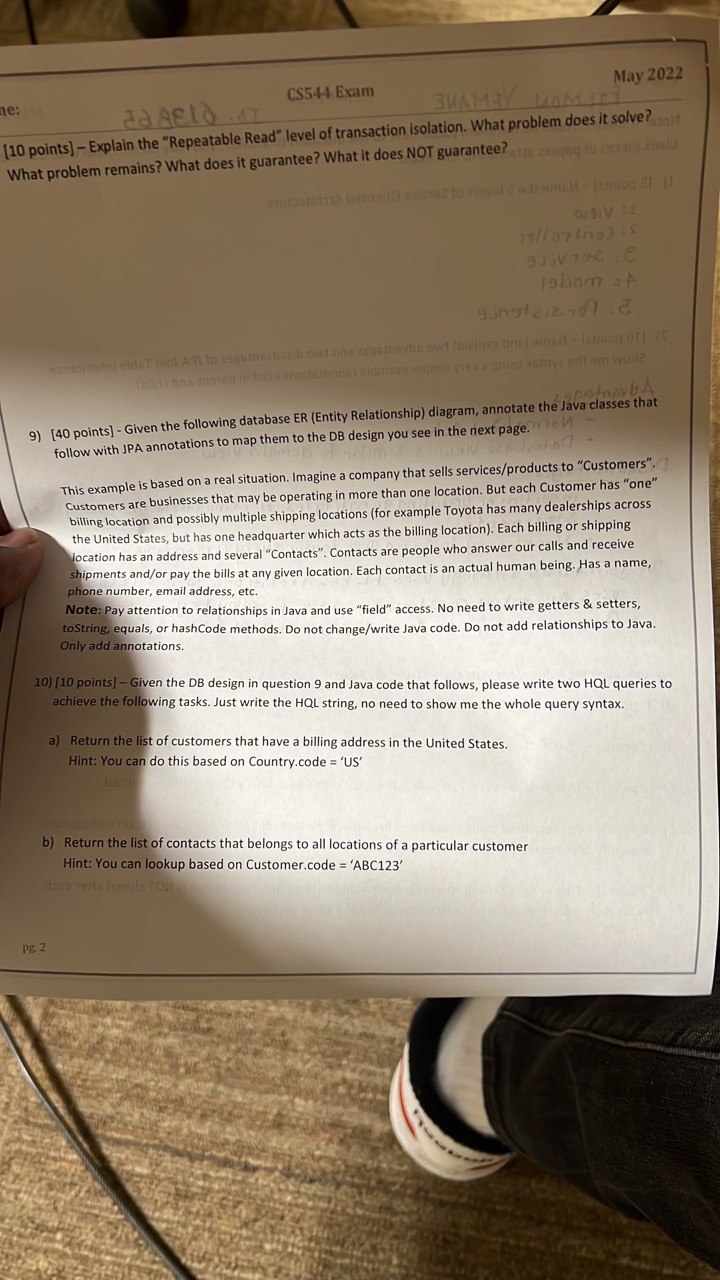 CS544 Exam
May 2022
me:
[10 points] – Explain the "Repeatable Read" level of transaction isolation. What problem does it solve?
What problem remains? What does it guarantee? What it does NOT guarantee?
9) [40 points] - Given the following database ER (Entity Relationship) diagram, annotate the Java classes that
follow with JPA annotations to map them to the DB design you see in the next page.
This example is based on a real situation. Imagine a company that sells services/products to "Customers".
Customers are businesses that may be operating in more than one location. But each Customer has "one"
billing location and possibly multiple shipping locations (for example Toyota has many dealerships across
the United States, but has one headquarter which acts as the billing location). Each billing or shipping
location has an address and several "Contacts". Contacts are people who answer our calls and receive
shipments and/or pay the bills at any given location. Each contact is an actual human being. Has a name,
phone number, email address, etc.
Note: Pay attention to relationships in Java and use "field" access. No need to write getters & setters,
toString, equals, or hashCode methods. Do not change/write Java code. Do not add relationships to Java.
Only add annotations.
10) [10 points] – Given the DB design in question 9 and Java code that follows, please write two HQL queries to
achieve the following tasks. Just write the HQL string, no need to show me the whole query syntax.
a) Return the list of customers that have a billing address in the United States.
Hint: You can do this based on Country.code = 'US'
b) Return the list of contacts that belongs to all locations of a particular customer
Hint: You can lookup based on Customer.code = 'ABC123'
pg. 2